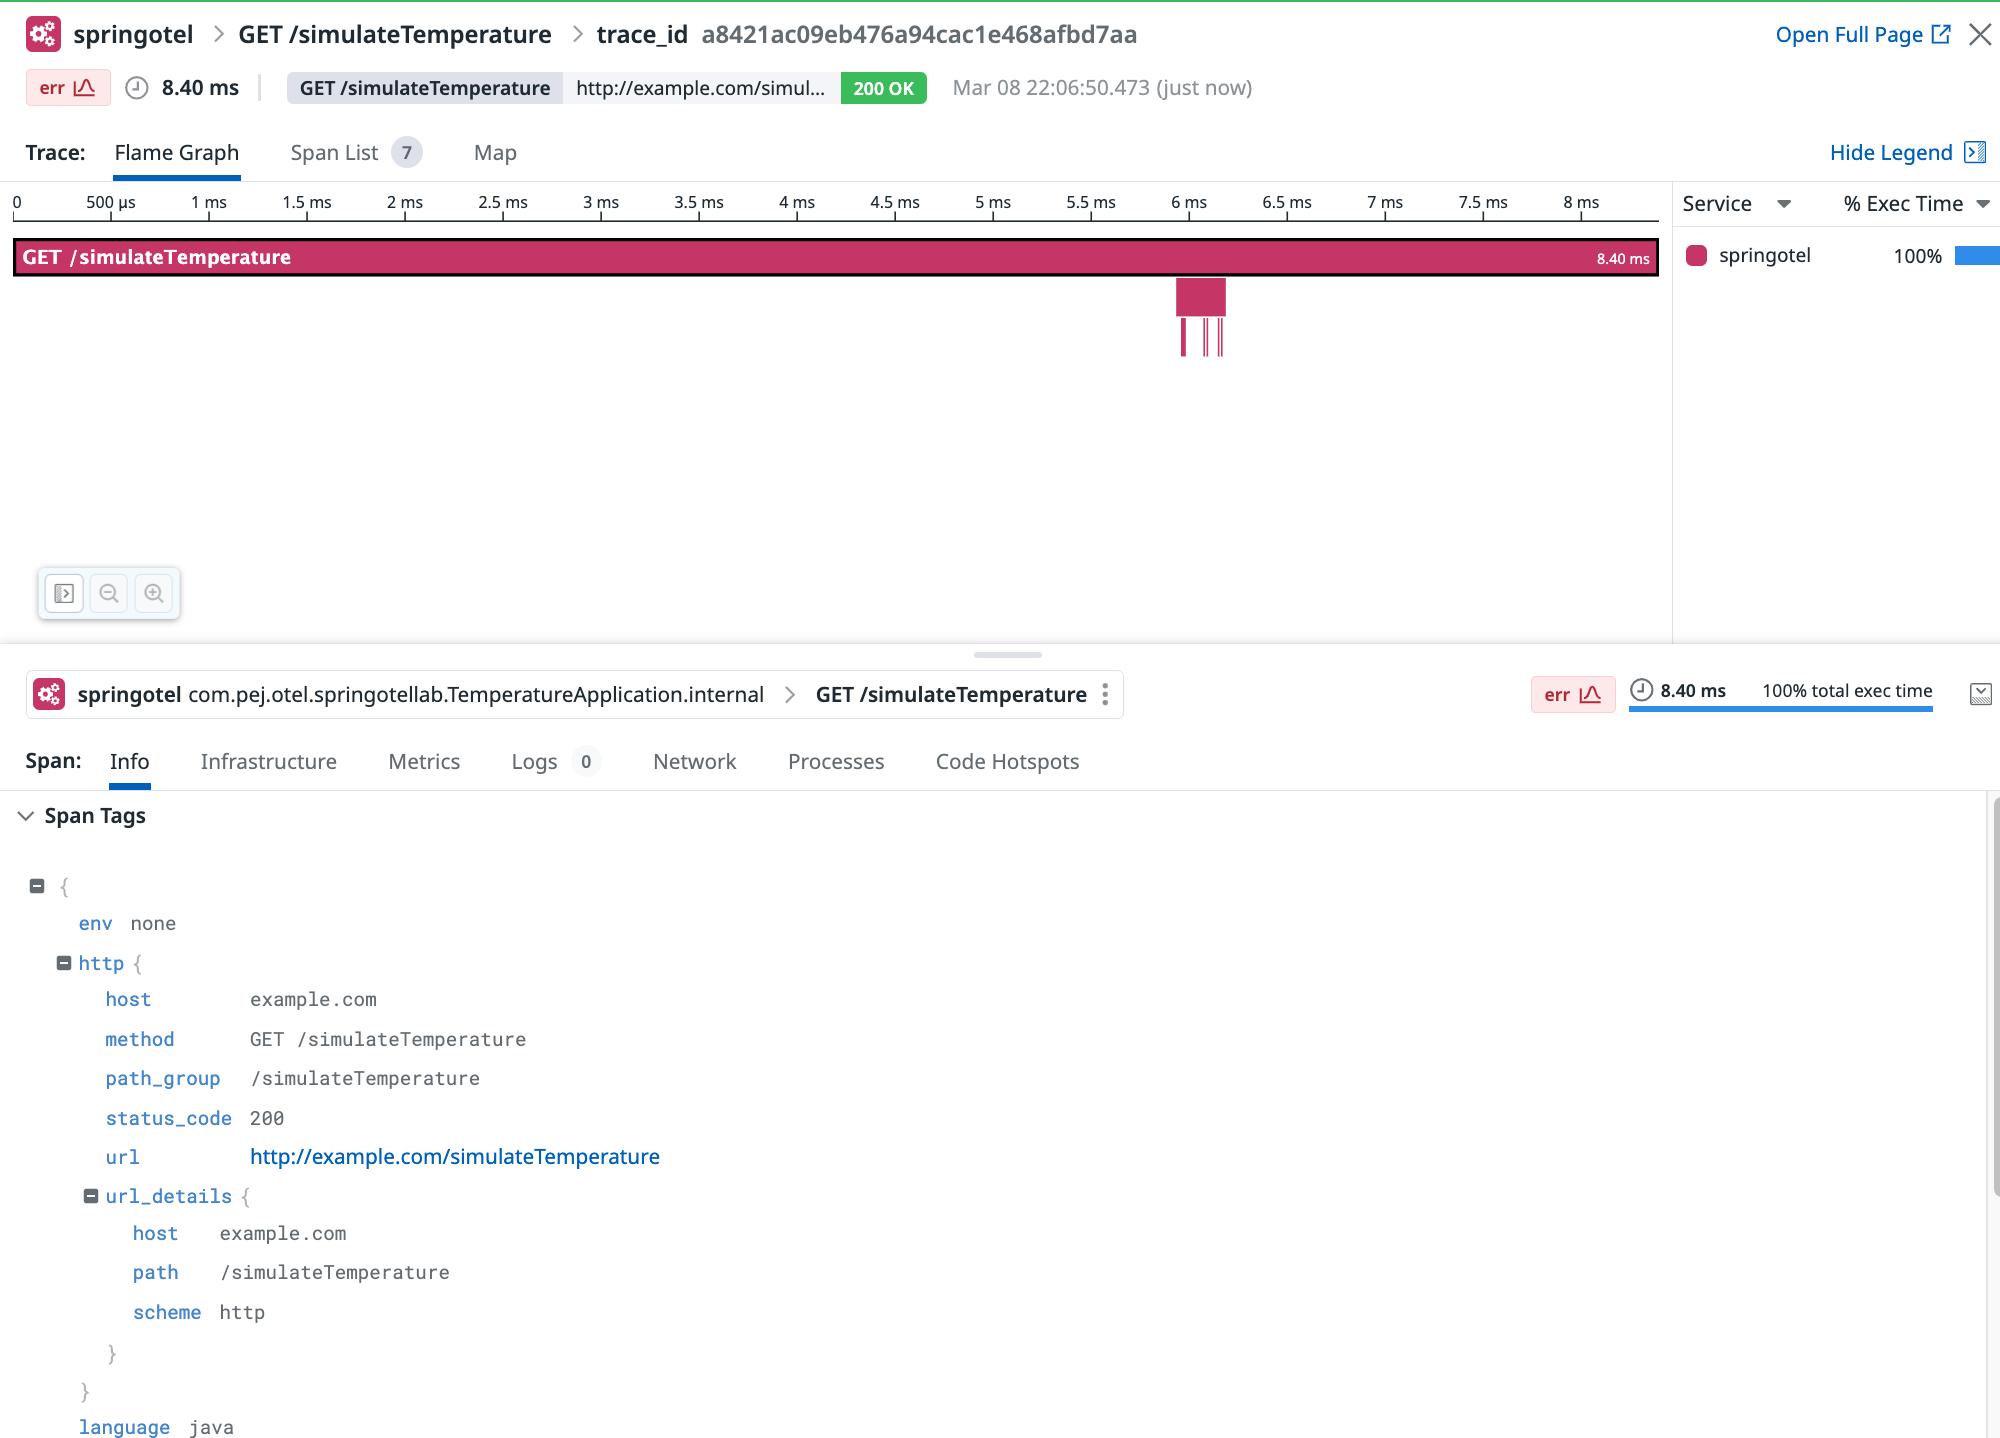 springotel > GET /simulateTemperature > trace_id a8421ac09eb476a94cac1e468afbd7aa Open Full Page
err 8.40 ms GET /simulateTemperature http://example.com/simul... 200 OK Mar 08 22:06:50.473 (just now)
Trace: Flame Graph Span List 7 Map Hide Legend
0 500 µs 1 ms 1.5 ms 2 ms 2.5 ms 3 ms 3.5 ms 4 ms 4.5 ms 5 ms 5.5 ms 6 ms 6.5 ms 7 ms 7.5 ms 8 ms Service % Exec Time
GET /simulateTemperature 8.40 ms springotel 100%
springotel com.pej.otel.springotellab.TemperatureApplication.internal > GET /simulateTemperature err 8.40 ms 100% total exec time
Span: Info Infrastructure Metrics Logs 0 Network Processes Code Hotspots
Span Tags
{
env none
http {
host example.com
method GET /simulateTemperature
path_group /simulateTemperature
status_code 200
url http://example.com/simulateTemperature
url_details {
host example.com
path /simulateTemperature
scheme http
}
}
language java